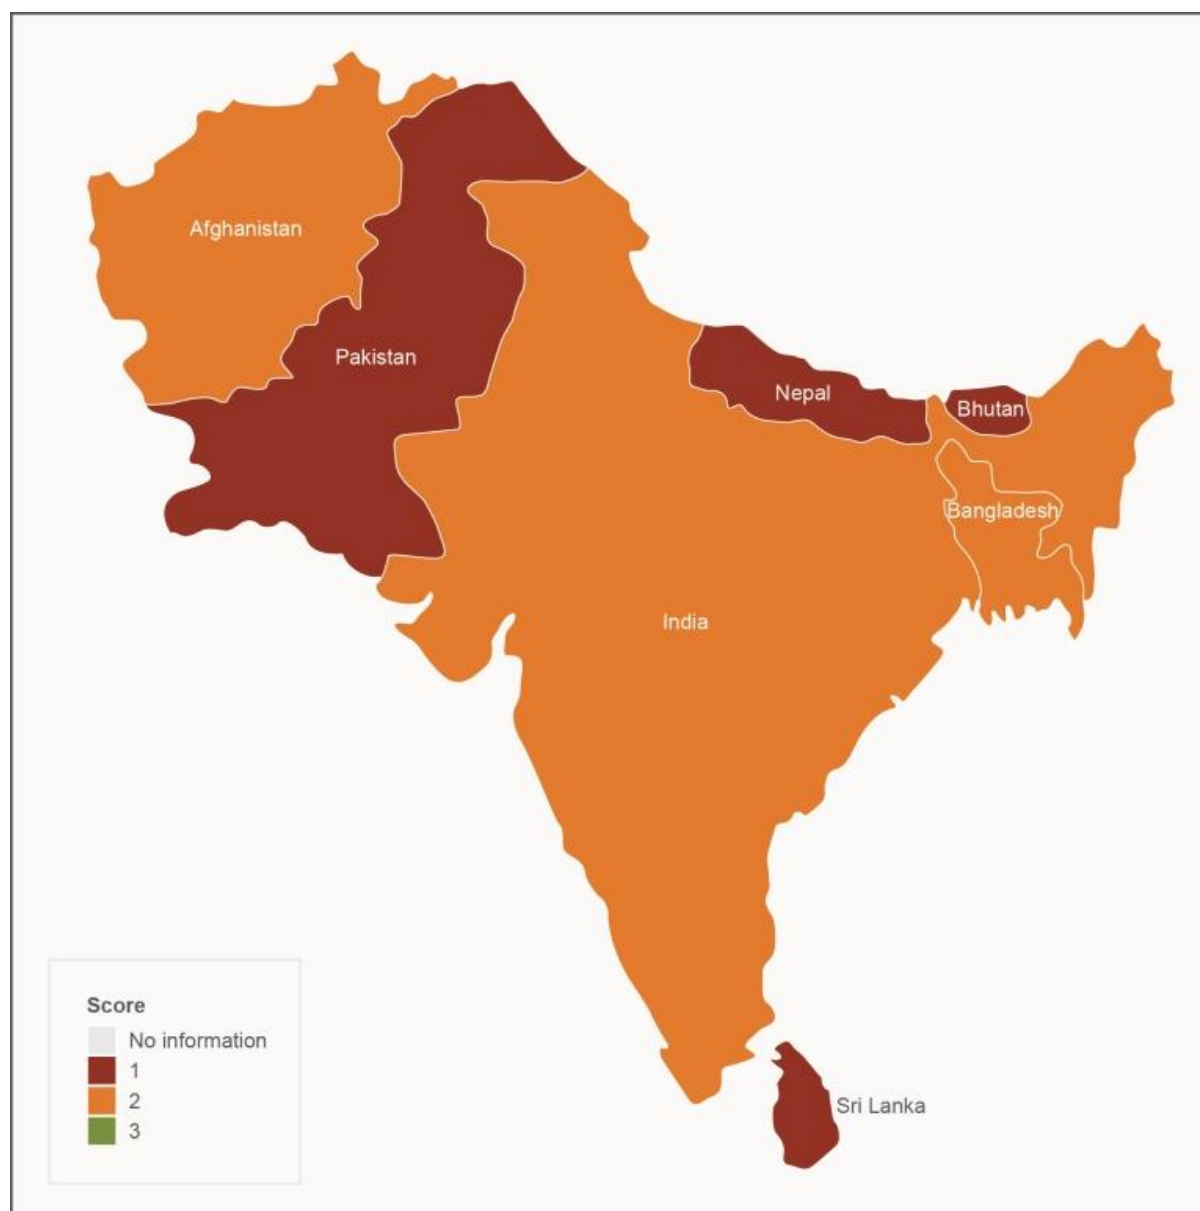 Afghanistan
Pakistan
Nepal
Bhutan
Bangladesh
India
Score
No information
1
2
3
Sri Lanka